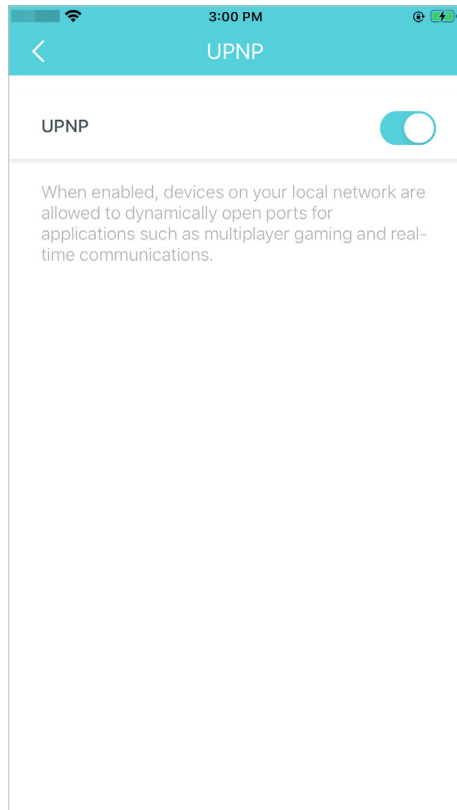 3:00 PM
UPNP
UPNP
When enabled, devices on your local network are
allowed to dynamically open ports for
applications such as multiplayer gaming and real-
time communications.